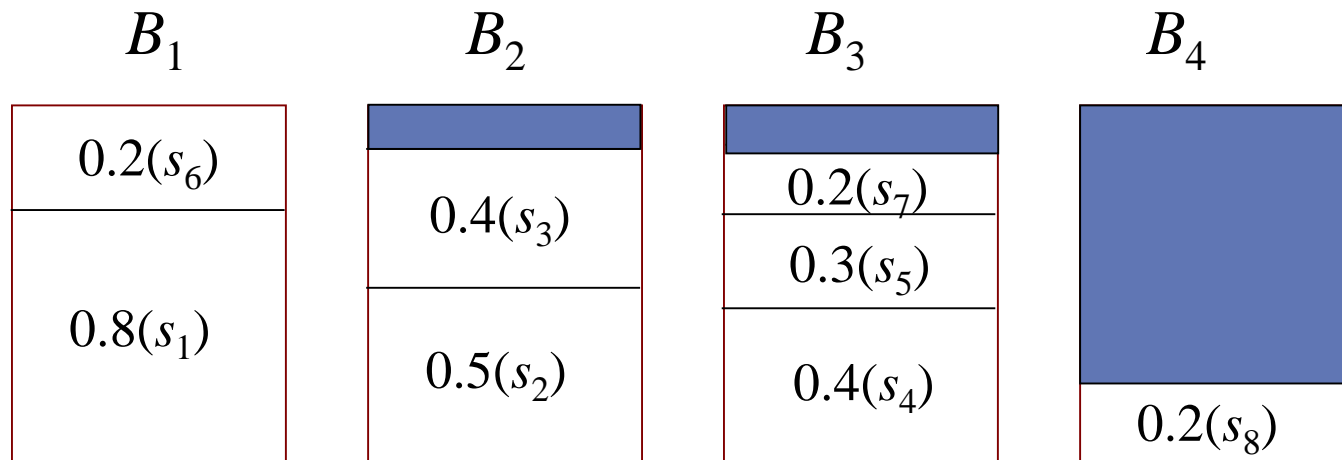 B₁ B₂ B₃ B₄
0.2(s₆)
0.8(s₁)
0.4(s₃)
0.5(s₂)
0.2(s₇)
0.3(s₅)
0.4(s₄)
0.2(s₈)